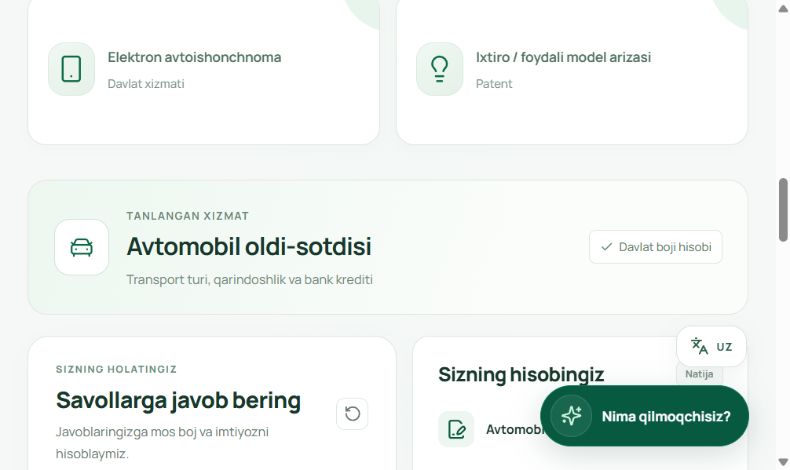 Elektron avtoishonchnoma
Davlat xizmati
Ixtiro / foydali model arizasi
Patent
TANLANGAN XIZMAT
Avtomobil oldi-sotdisi
Transport turi, qarindoshlik va bank krediti
Davlat boji hisobi
SIZNING HOLATINGIZ
Savollarga javob bering
Javoblaringizga mos boj va imtiyozni
hisoblaymiz.
UZ
Sizning hisobingiz
Natija
Nima qilmoqchisiz?